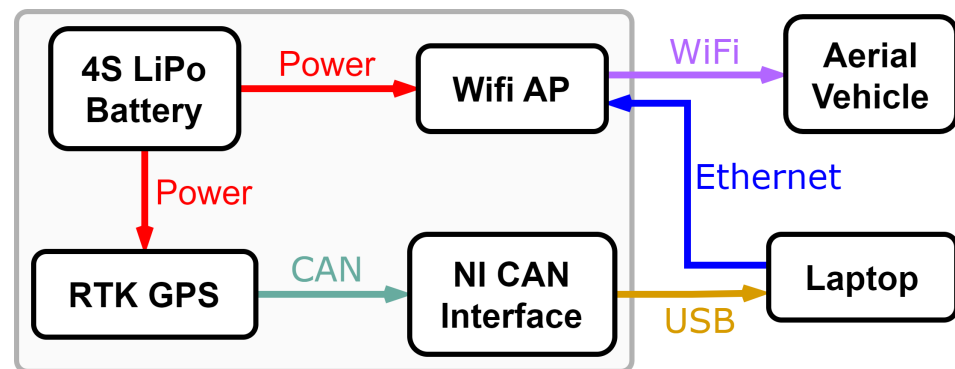 4S LiPo
Battery
Power
Wifi AP
WiFi
Aerial
Vehicle
Power
Ethernet
RTK GPS
CAN
NI CAN
Interface
USB
Laptop